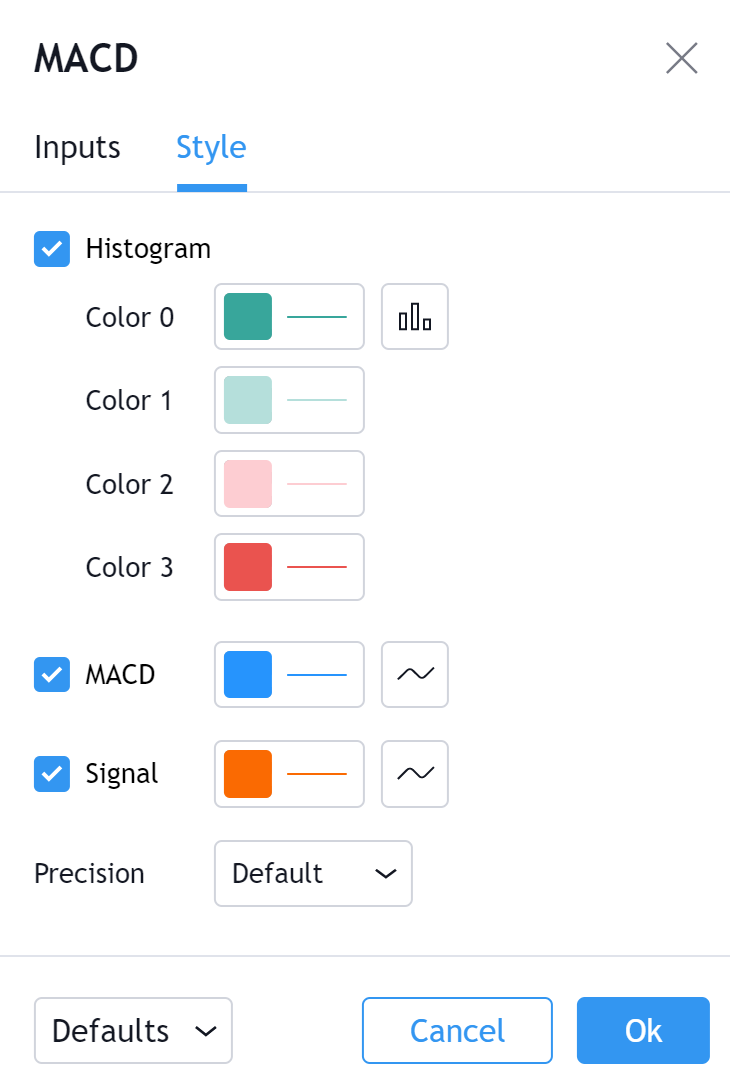 MACD
Inputs Style
Histogram
Color 0
Color 1
Color 2
Color 3
MACD
Signal
Precision Default
Defaults Cancel Ok